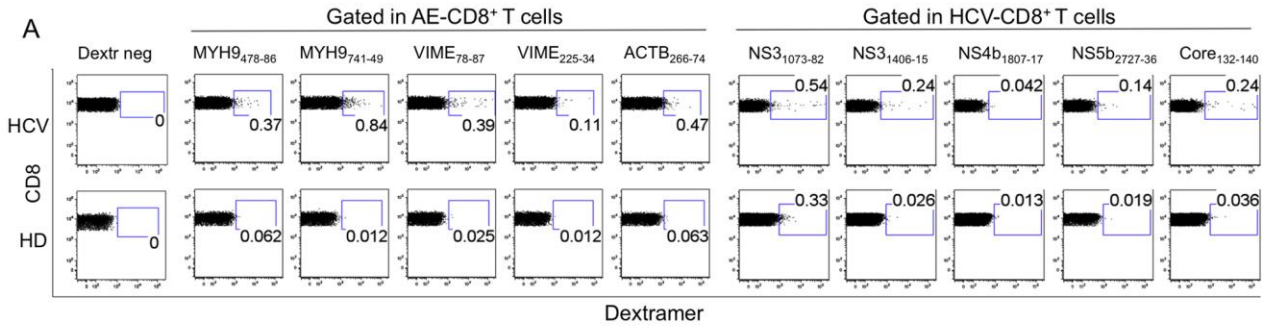 A
Gated in AE-CD8⁺ T cells
Gated in HCV-CD8⁺ T cells
Dextr neg MYH9₄₇₈₋₈₆ MYH9₇₄₁₋₄₉ VIME₇₈₋₈₇ VIME₂₂₅₋₃₄ ACTB₂₆₆₋₇₄ NS3₁₀₇₃₋₈₂ NS3₁₄₀₆₋₁₅ NS4b₁₈₀₇₋₁₇ NS5b₂₇₂₇₋₃₆ Core₁₃₂₋₁₄₀
HCV 0 0.37 0.84 0.39 0.11 0.47 0.54 0.24 0.042 0.14 0.24
CD8
HD 0 0.062 0.012 0.025 0.012 0.063 0.33 0.026 0.013 0.019 0.036
Dextramer